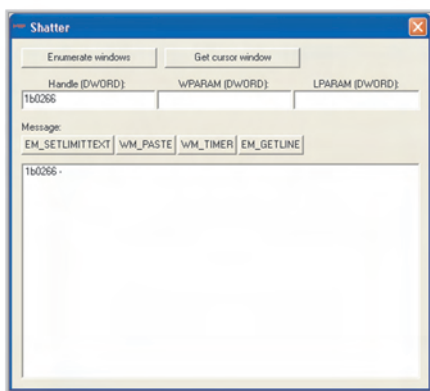 Shatter
Enumerate windows Get cursor window
Handle (DWORD): WPARAM (DWORD): LPARAM (DWORD):
1b0266
Message:
EM_SETLIMITTEXT WM_PASTE WM_TIMER EM_GETLINE
1b0266 -